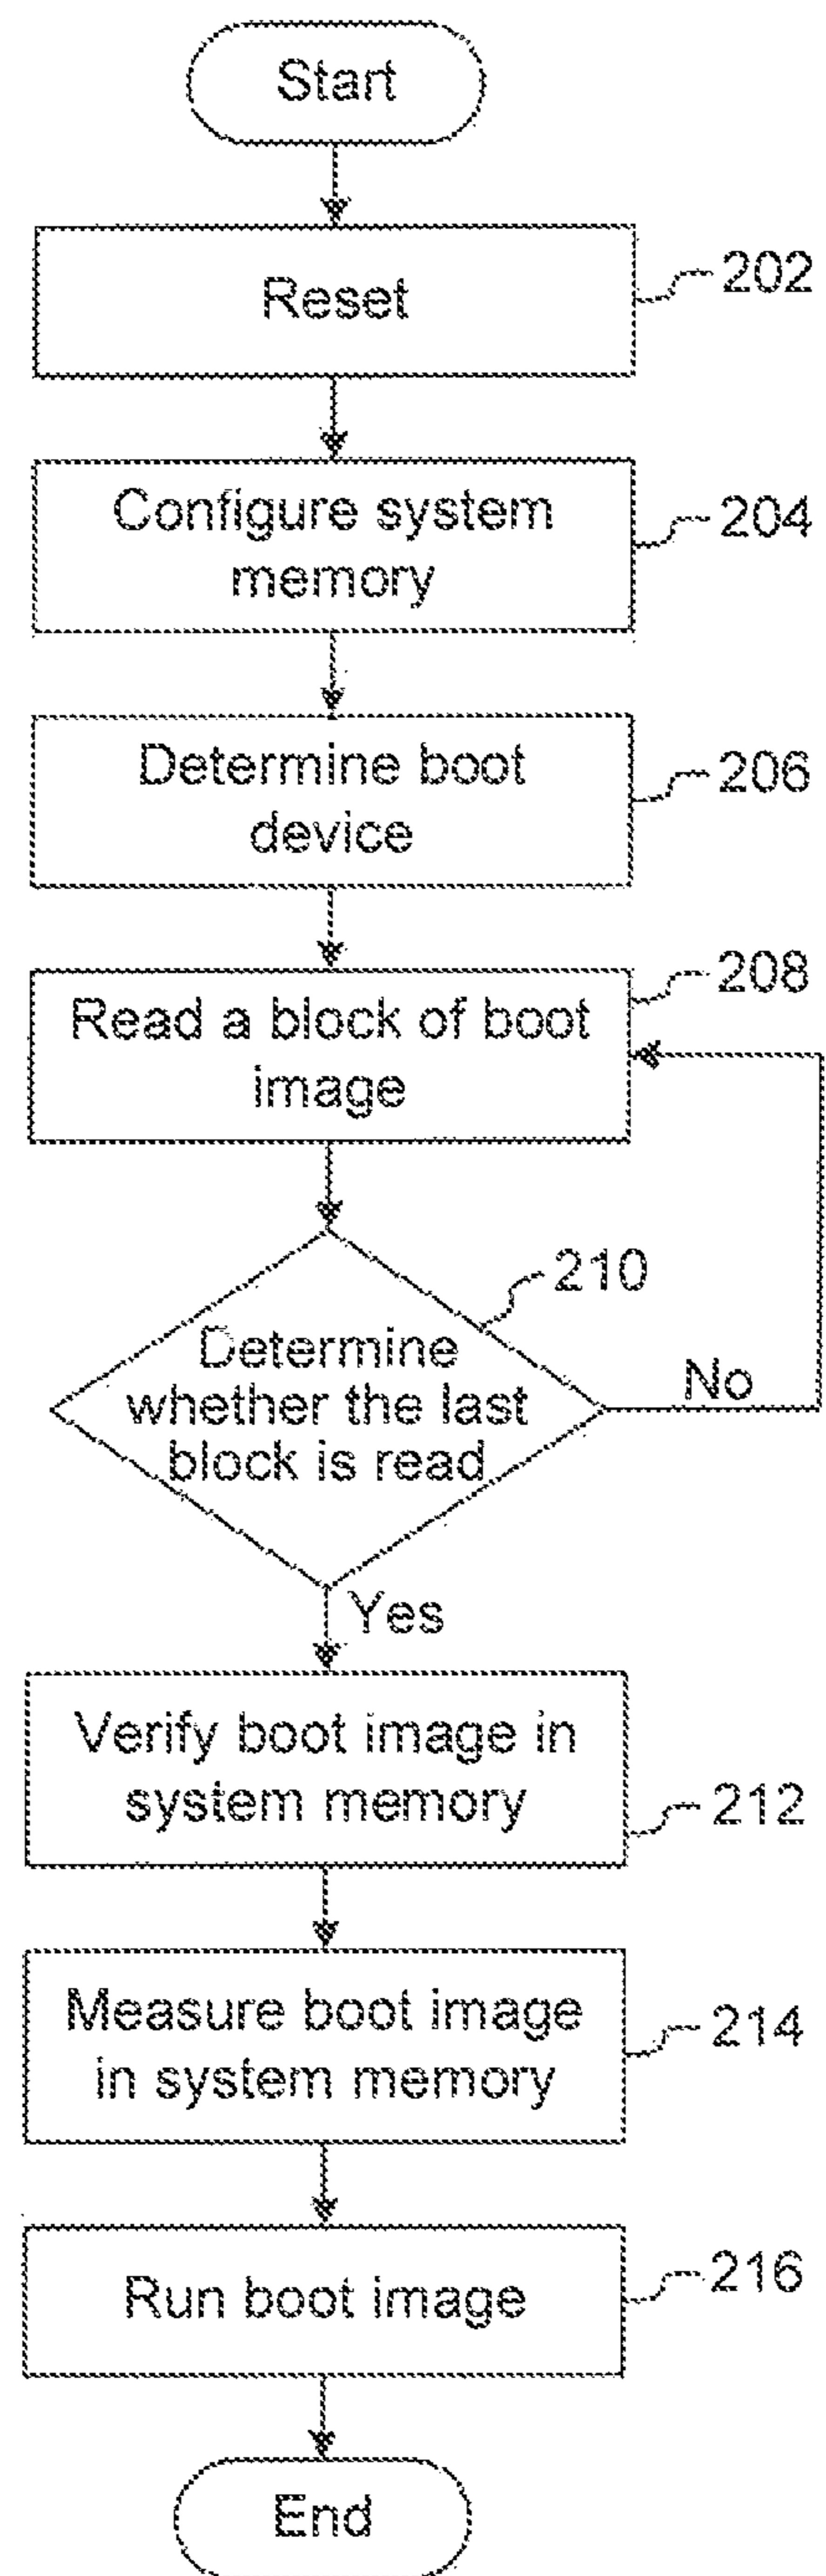 Start
Reset
202
Configure system
memory
204
Determine boot
device
206
208
Read a block of boot
image
210
Determine
whether the last
block is read
No
Yes
Verify boot image in
system memory
212
Measure boot image
in system memory
214
Run boot image
216
End